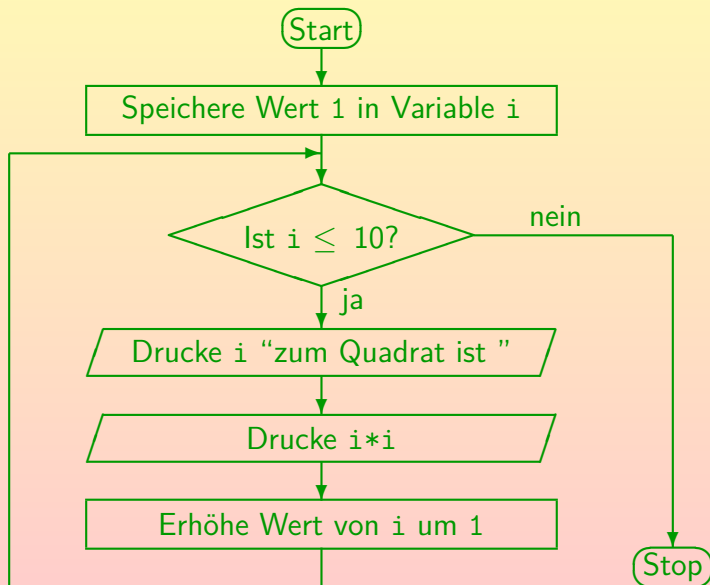 Start
Speichere Wert 1 in Variable i
Ist i ≤ 10?
nein
ja
Drucke i “zum Quadrat ist ”
Drucke i*i
Erhöhe Wert von i um 1
Stop